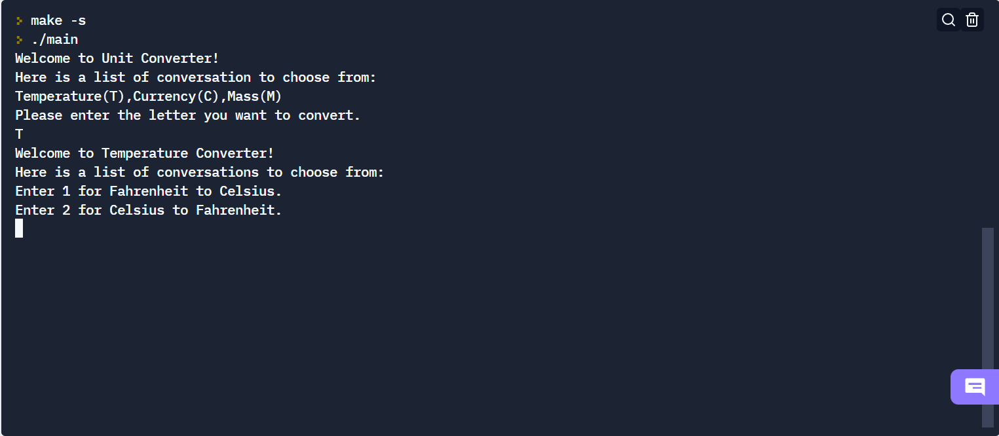 make -s
./main
Welcome to Unit Converter!
Here is a list of conversation to choose from:
Temperature(T),Currency(C),Mass(M)
Please enter the letter you want to convert.
T
Welcome to Temperature Converter!
Here is a list of conversations to choose from:
Enter 1 for Fahrenheit to Celsius.
Enter 2 for Celsius to Fahrenheit.